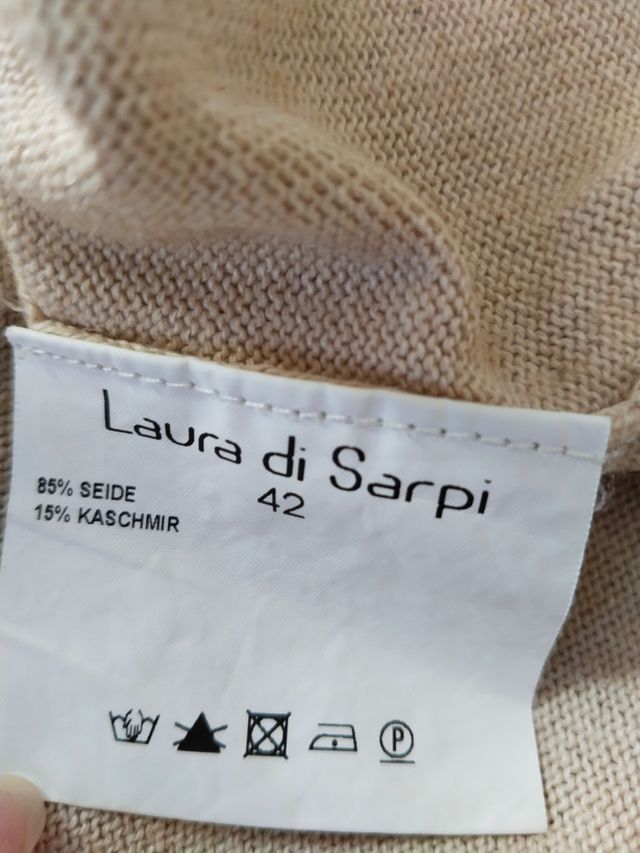 Laura di Sarpi
42
85% SEIDE
15% KASCHMIR
P